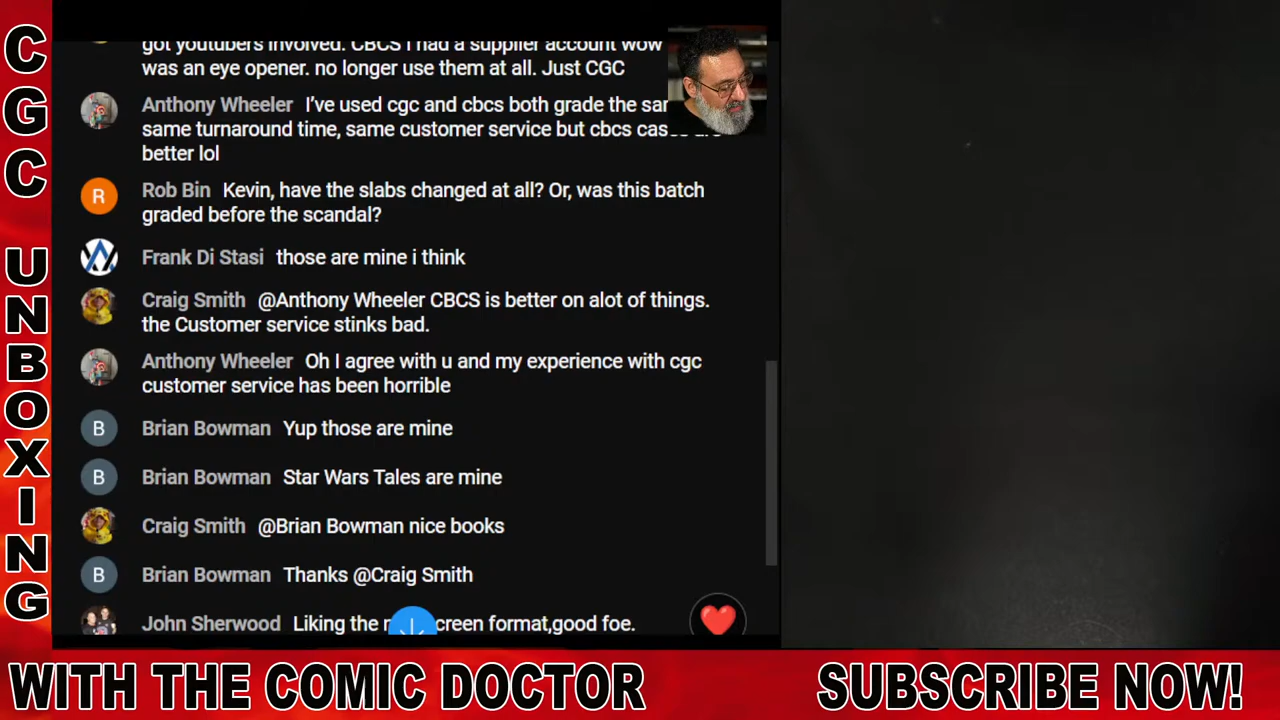 CGC UNBOXING
got youtubers involved. CBCS I had a supplier account wow
was an eye opener. no longer use them at all. Just CGC
Anthony Wheeler I've used cgc and cbcs both grade the
same turnaround time, same customer service but cbcs
better lol
R
Rob Bin Kevin, have the slabs changed at all? Or, was this batch
graded before the scandal?
Frank Di Stasi those are mine i think
Craig Smith @Anthony Wheeler CBCS is better on alot of things.
the Customer service stinks bad.
Anthony Wheeler Oh I agree with u and my experience with cgc
customer service has been horrible
B
Brian Bowman Yup those are mine
B
Brian Bowman Star Wars Tales are mine
Craig Smith @Brian Bowman nice books
B
Brian Bowman Thanks @Craig Smith
John Sherwood Liking the format,good foe.
WITH THE COMIC DOCTOR
SUBSCRIBE NOW!